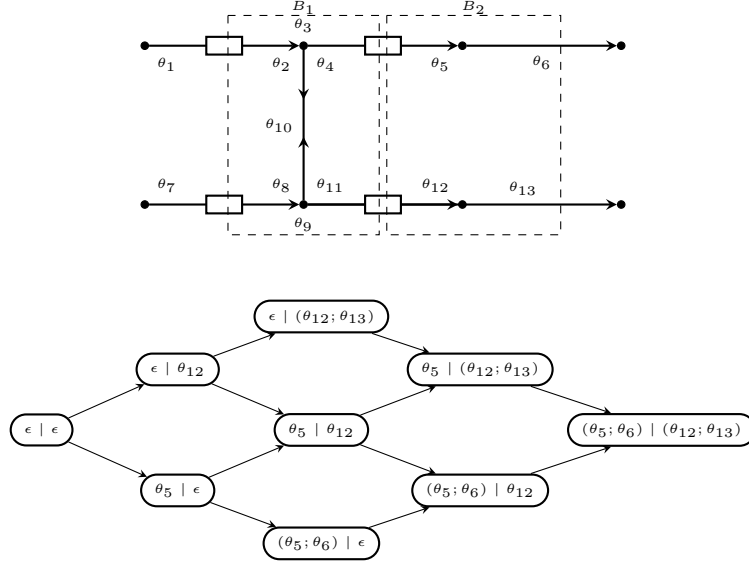 B₁ B₂
θ₃
θ₁ θ₂ θ₄ θ₅ θ₆
θ₁₀
θ₇ θ₈ θ₁₁ θ₁₂ θ₁₃
θ₉
ϵ | (θ₁₂; θ₁₃)
ϵ | θ₁₂ θ₅ | (θ₁₂; θ₁₃)
ϵ | ϵ θ₅ | θ₁₂ (θ₅; θ₆) | (θ₁₂; θ₁₃)
θ₅ | ϵ (θ₅; θ₆) | θ₁₂
(θ₅; θ₆) | ϵ